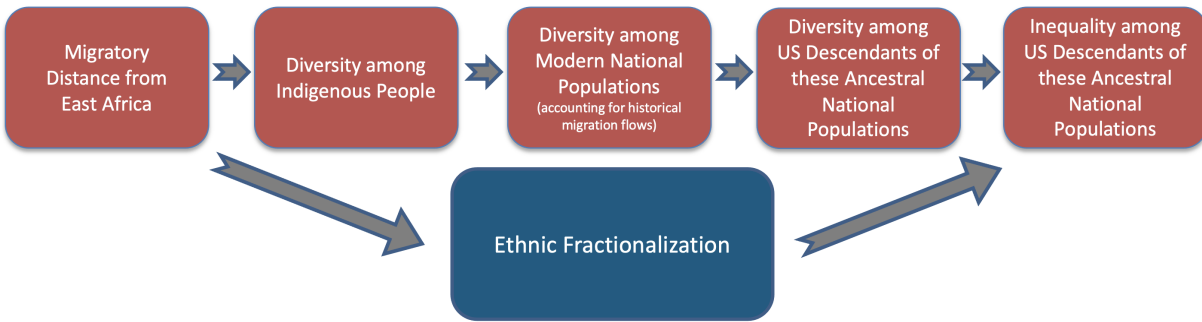 Migratory
Distance from
East Africa
Diversity among
Indigenous People
Diversity among
Modern National
Populations
(accounting for historical
migration flows)
Diversity among
US Descendants of
these Ancestral
National
Populations
Inequality among
US Descendants of
these Ancestral
National
Populations
Ethnic Fractionalization